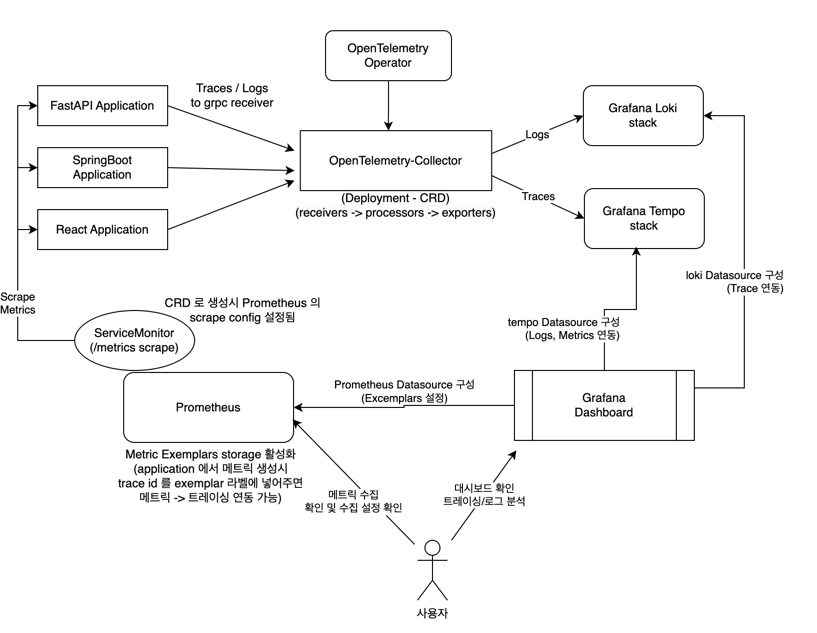 OpenTelemetry
Operator
FastAPI Application
Traces / Logs
to grpc receiver
Grafana Loki
stack
SpringBoot
Application
OpenTelemetry-Collector
Logs
(Deployment - CRD)
(receivers -> processors -> exporters)
Traces
Grafana Tempo
stack
React Application
loki Datasource 구성
(Trace 연동)
Scrape
Metrics
CRD 로 생성시 Prometheus 의
scrape config 설정됨
ServiceMonitor
(/metrics scrape)
tempo Datasource 구성
(Logs, Metrics 연동)
Prometheus
Prometheus Datasource 구성
(Excemplars 설정)
Grafana
Dashboard
Metric Exemplars storage 활성화
(application 에서 메트릭 생성시
trace id 를 exemplar 라벨에 넣어주면
메트릭 -> 트레이싱 연동 가능)
메트릭 수집
확인 및 수집 설정 확인
대시보드 확인
트레이싱/로그 분석
사용자